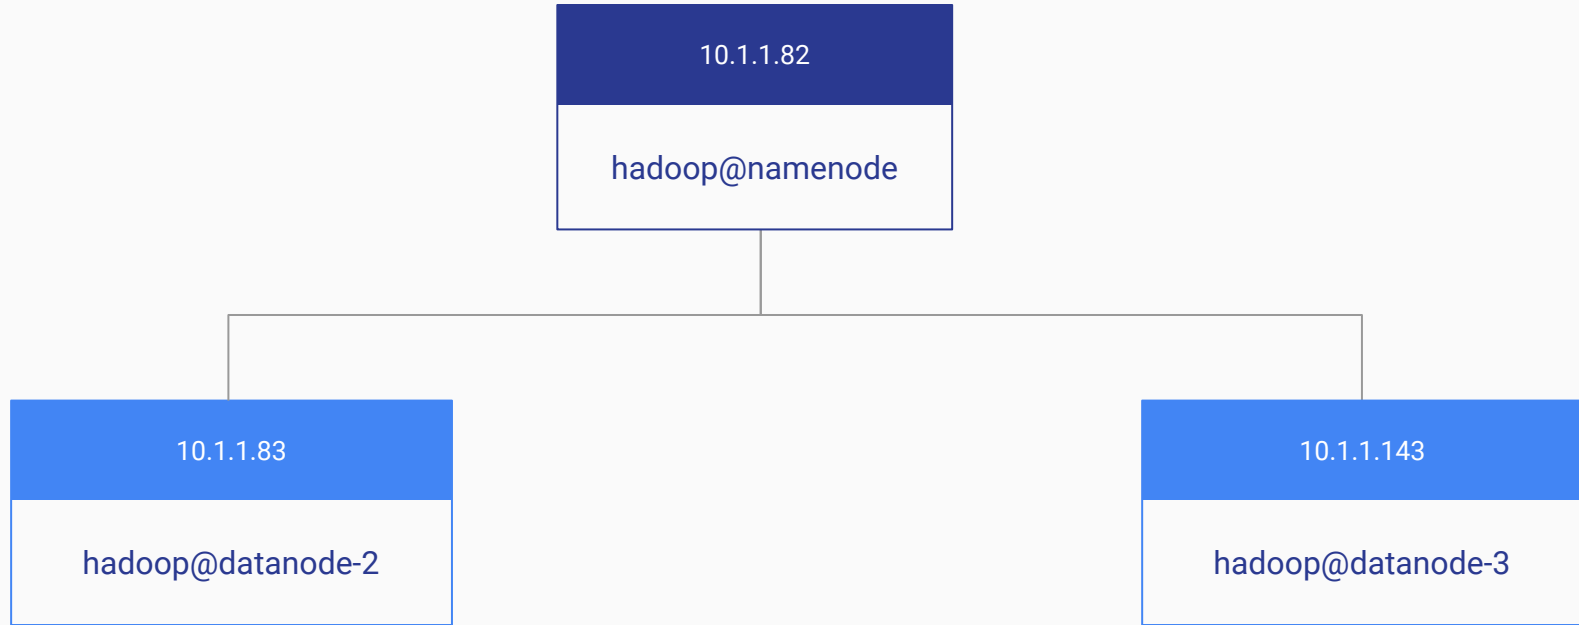 10.1.1.82
hadoop@namenode
10.1.1.83
hadoop@datanode-2
10.1.1.143
hadoop@datanode-3